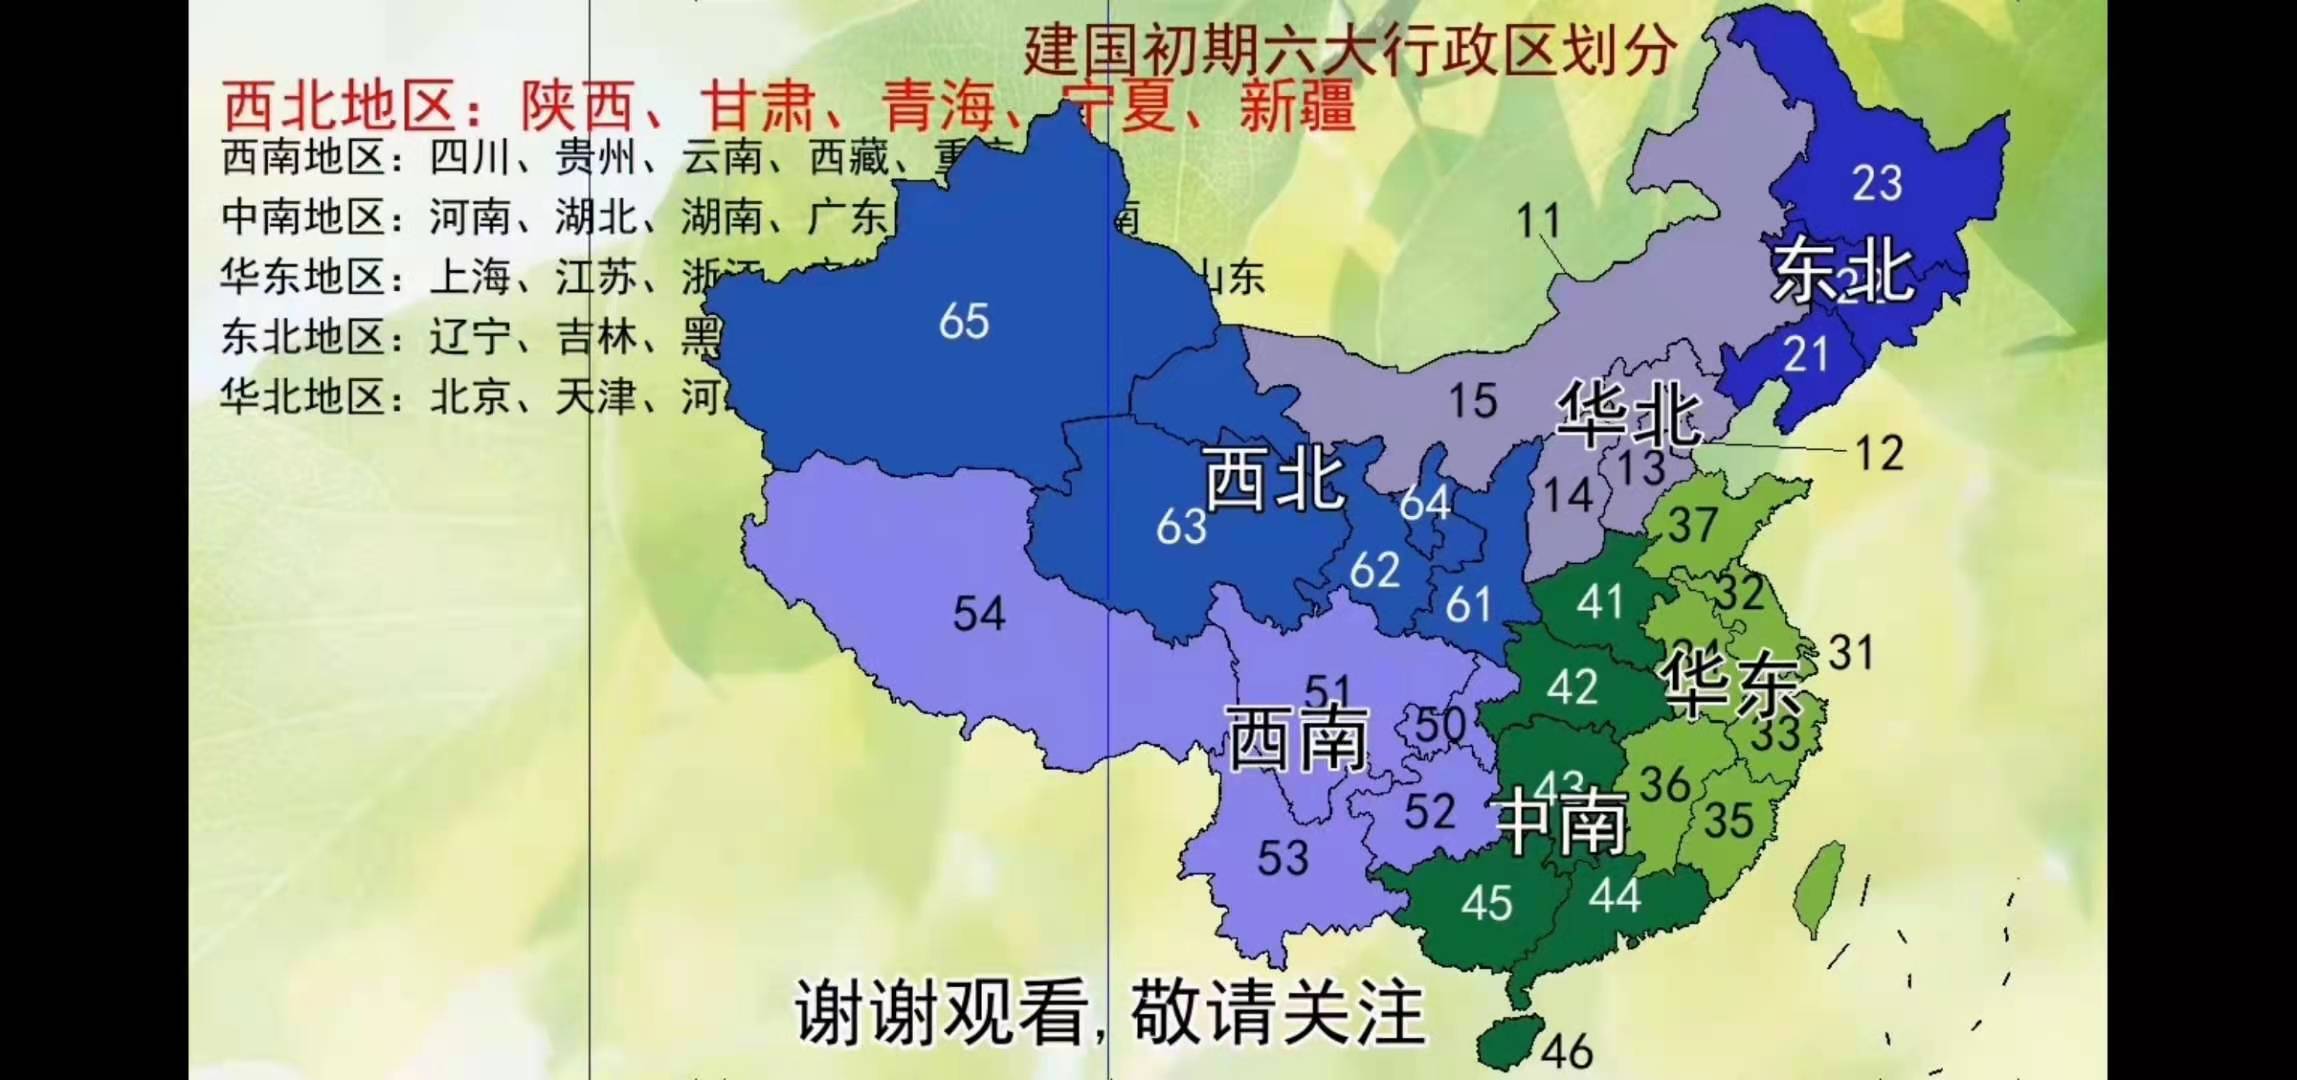 建国初期六大行政区划分
西北地区：陕西、甘肃、青海、宁夏、新疆
西南地区：四川、贵州、云南、西藏、重
中南地区：河南、湖北、湖南、广东 南
华东地区：上海、江苏、浙 山东
东北地区：辽宁、吉林、黑
华北地区：北京、天津、河
23
11
东北
65
21
15
华北
12
13
西北
64
14
63
37
62
61
41
32
54
31
42
51
华东
50
西南
33
43
36
52
中南
35
53
45
44
谢谢观看,敬请关注
46